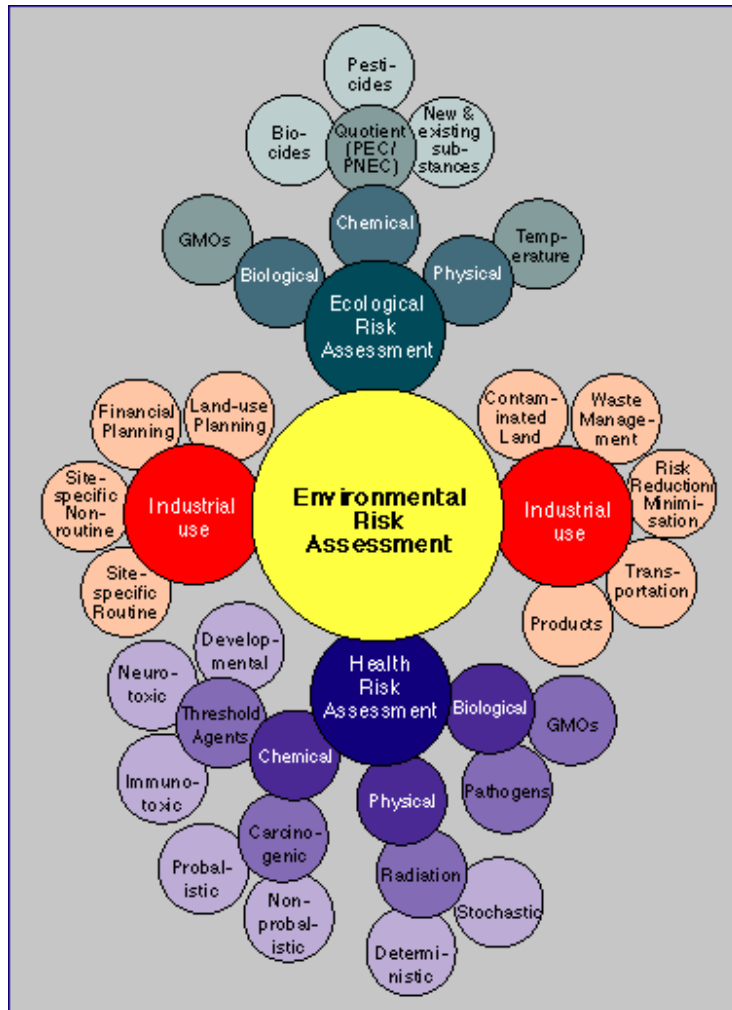 Pesti-
cides
Bio-
cides
Quotient
(PEC/
PNEC)
New &
existing
sub-
stances
Chemical
GMOs
Temp-
erature
Biological
Physical
Ecological
Risk
Assessment
Financial
Planning
Land-use
Planning
Contam-
inated
Land
Waste
Manage-
ment
Site-
specific
Non-
routine
Industrial
use
Environmental
Risk
Assessment
Industrial
use
Risk
Reduction/
Minimi-
sation
Site-
specific
Routine
Trans-
portation
Products
Develop-
mental
Neuro-
toxic
Health
Risk
Assessment
Threshold
Agents
Biological
GMOs
Chemical
Immuno-
toxic
Physical
Pathogens
Carcino-
genic
Probal-
istic
Radiation
Non-
probal-
istic
Stochastic
Determi-
nistic